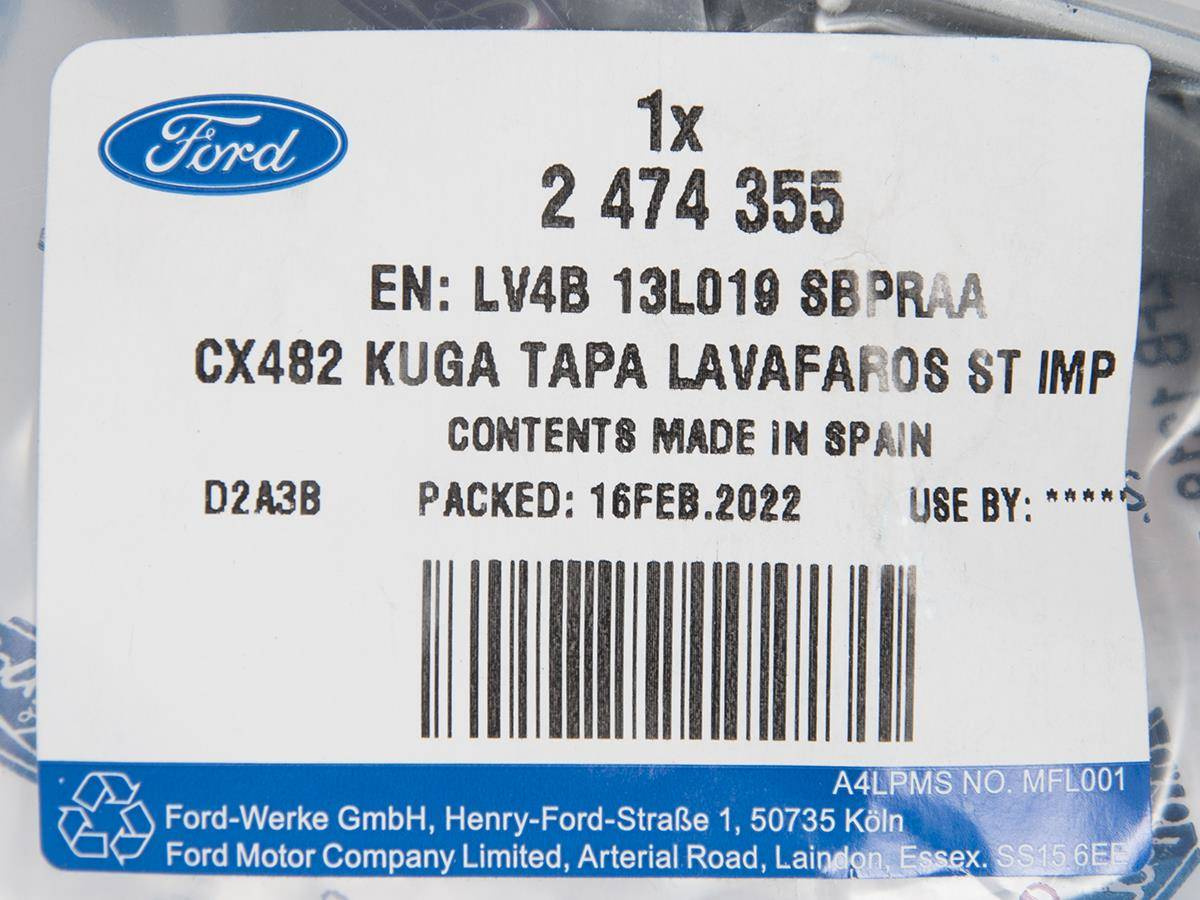 Ford
1x
2 474 355
EN: LV4B 13L019 SBPRAA
CX482 KUGA TAPA LAVAFAROS ST IMP
CONTENTS MADE IN SPAIN
D2A3B PACKED: 16FEB.2022 USE BY: *****
A4LPMS NO. MFL001
Ford-Werke GmbH, Henry-Ford-Straße 1, 50735 Köln
Ford Motor Company Limited, Arterial Road, Laindon, Essex. SS15 6EE